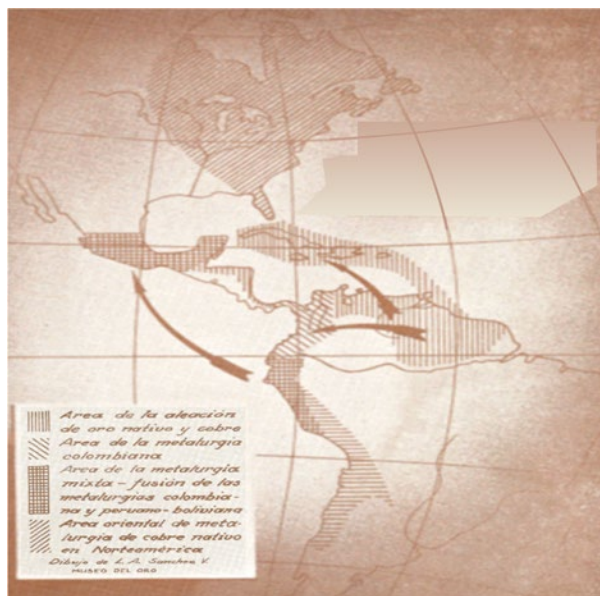 Area de la aleación
de oro nativo y cobre
Area de la metalurgia
colombiana
Area de la metalurgia
mixta - fusión de las
metalurgias colombia-
na y peruano-boliviana
Area oriental de meta-
lurgia de cobre nativo
en Norteamérica
Dibujo de L. A. Sanchez V.
MUSEO DEL ORO